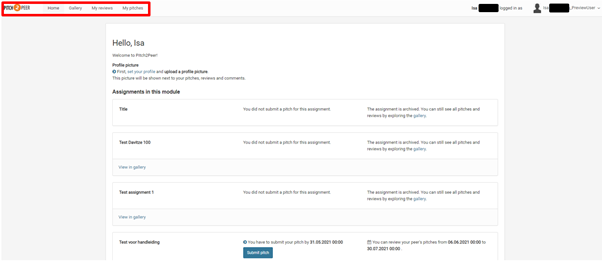 PITCH2PEER Home Gallery My reviews My pitches Isa logged in as Isa _PreviewUser
Hello, Isa
Welcome to Pitch2Peer!
Profile picture
First, set your profile and upload a profile picture.
This picture will be shown next to your pitches, reviews and comments.
Assignments in this module
Title You did not submit a pitch for this assignment. The assignment is archived. You can still see all pitches and
reviews by exploring the gallery.
Test Davitze 100 You did not submit a pitch for this assignment. The assignment is archived. You can still see all pitches and
reviews by exploring the gallery.
View in gallery
Test assignment 1 You did not submit a pitch for this assignment. The assignment is archived. You can still see all pitches and
reviews by exploring the gallery.
View in gallery
Test voor handleiding You have to submit your pitch by 31.05.2021 00:00 You can review your peer's pitches from 06.06.2021 00:00 to
30.07.2021 00:00
Submit pitch